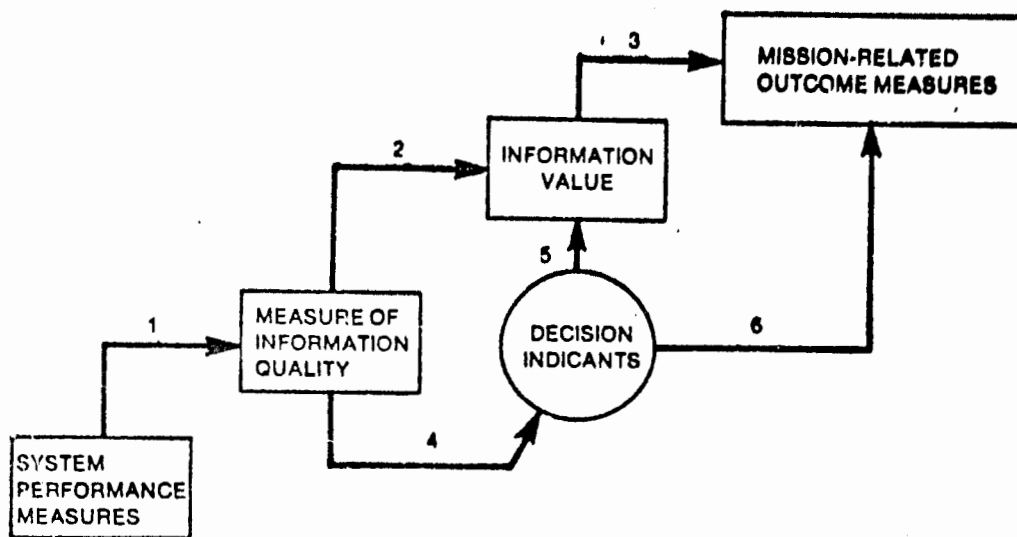 3
MISSION-RELATED
OUTCOME MEASURES
2
INFORMATION
VALUE
5
1
MEASURE OF
INFORMATION
QUALITY
DECISION
INDICANTS
6
4
SYSTEM
PERFORMANCE
MEASURES